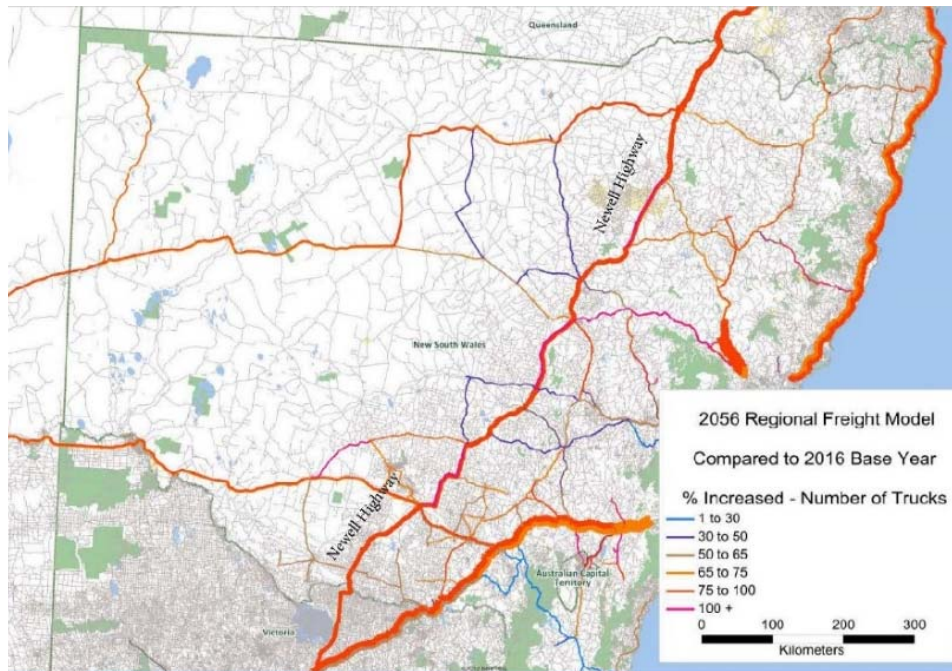 Queensland
Newell Highway
New South Wales
Newell Highway
Australian Capital
Territory
Victoria
2056 Regional Freight Model
Compared to 2016 Base Year
% Increased - Number of Trucks
1 to 30
30 to 50
50 to 65
65 to 75
75 to 100
100 +
0 100 200 300
Kilometers